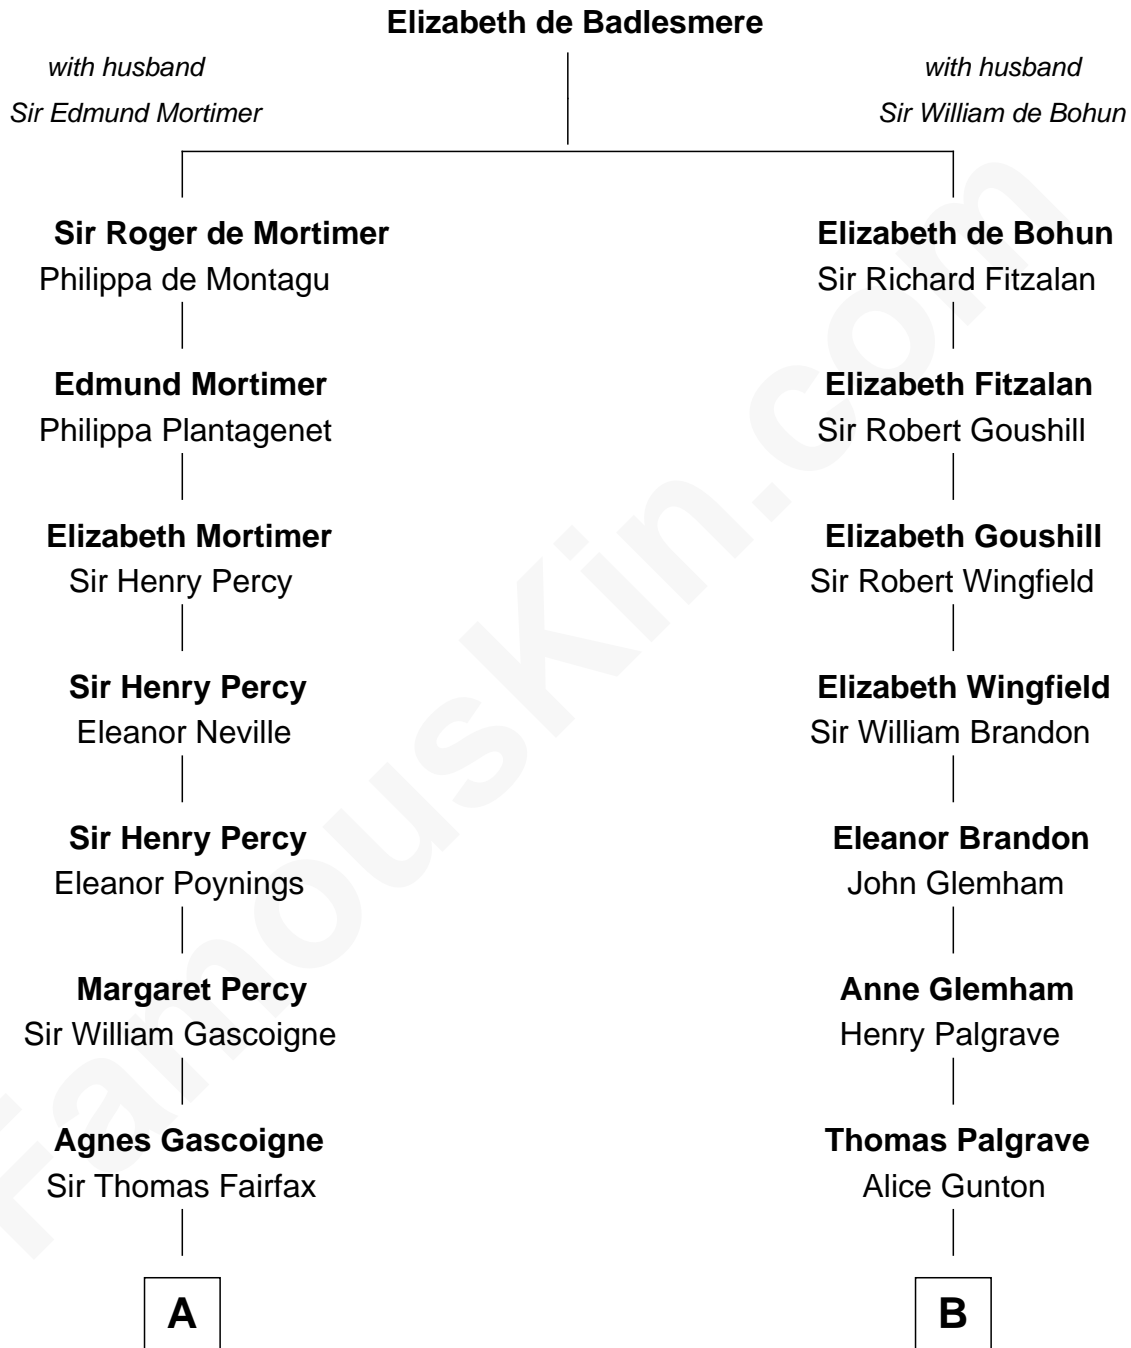 Elizabeth de Badlesmere
with husband
Sir Edmund Mortimer
with husband
Sir William de Bohun
Sir Roger de Mortimer
Philippa de Montagu
Elizabeth de Bohun
Sir Richard Fitzalan
Edmund Mortimer
Philippa Plantagenet
Elizabeth Fitzalan
Sir Robert Goushill
Elizabeth Mortimer
Sir Henry Percy
Elizabeth Goushill
Sir Robert Wingfield
Sir Henry Percy
Eleanor Neville
Elizabeth Wingfield
Sir William Brandon
Sir Henry Percy
Eleanor Poynings
Eleanor Brandon
John Glemham
Margaret Percy
Sir William Gascoigne
Anne Glemham
Henry Palgrave
Agnes Gascoigne
Sir Thomas Fairfax
Thomas Palgrave
Alice Gunton
A
B
FamousKin.com